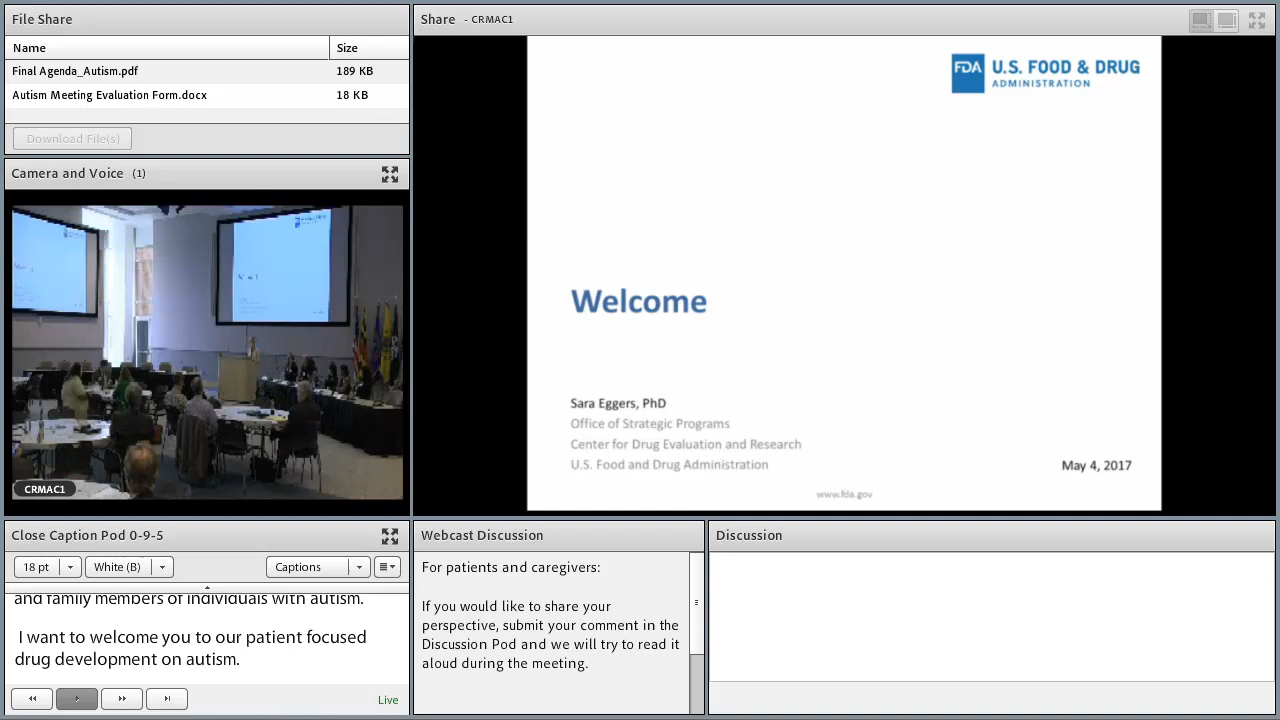 File Share
Name Size
Final Agenda_Autism.pdf 189 KB
Autism Meeting Evaluation Form.docx 18 KB
Download File(s)
Camera and Voice (1)
CRMAC1
Close Caption Pod 0-9-5
18 pt White (B) Captions
and family members of individuals with autism.
I want to welcome you to our patient focused
drug development on autism.
Live
Share - CRMAC1
FDA U.S. FOOD & DRUG
ADMINISTRATION
Welcome
Sara Eggers, PhD
Office of Strategic Programs
Center for Drug Evaluation and Research
U.S. Food and Drug Administration
May 4, 2017
www.fda.gov
Webcast Discussion
For patients and caregivers:
If you would like to share your
perspective, submit your comment in the
Discussion Pod and we will try to read it
aloud during the meeting.
Discussion